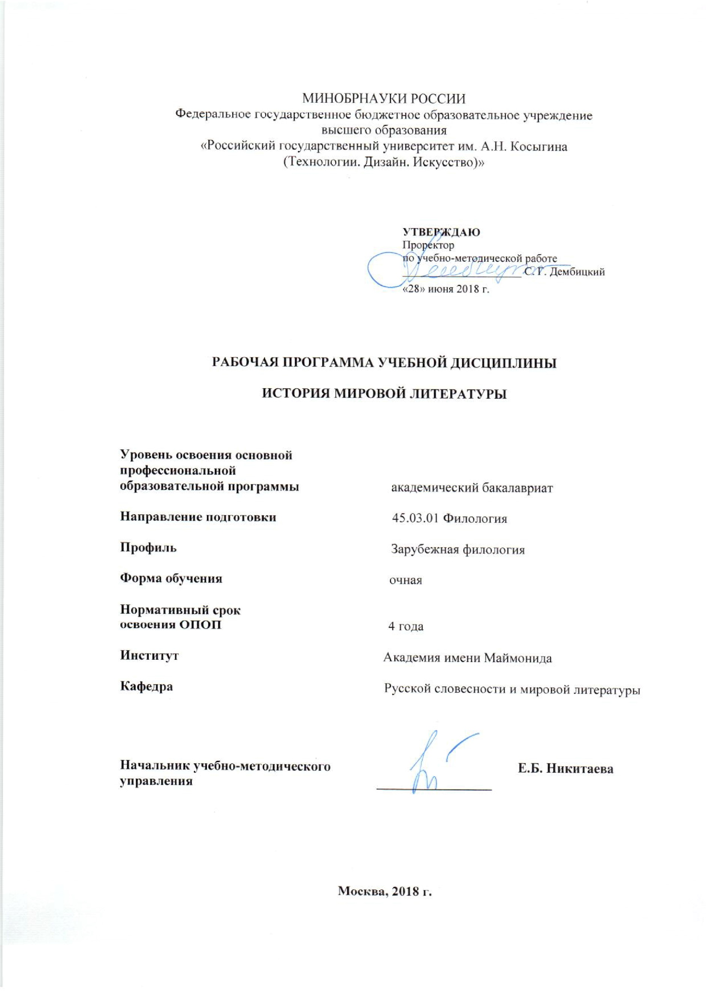 МИНОБРНАУКИ РОССИИ
Федеральное государственное бюджетное образовательное учреждение
высшего образования
«Российский государственный университет им. А.Н. Косыгина
(Технологии. Дизайн. Искусство)»
УТВЕРЖДАЮ
Проректор
по учебно-методической работе
С. Г. Дембицкий
«28» июня 2018 г.
РАБОЧАЯ ПРОГРАММА УЧЕБНОЙ ДИСЦИПЛИНЫ
ИСТОРИЯ МИРОВОЙ ЛИТЕРАТУРЫ
Уровень освоения основной
профессиональной
образовательной программы академический бакалавриат
Направление подготовки 45.03.01 Филология
Профиль Зарубежная филология
Форма обучения очная
Нормативный срок
освоения ОПОП 4 года
Институт Академия имени Маймонида
Кафедра Русской словесности и мировой литературы
Начальник учебно-методического Е.Б. Никитаева
управления
Москва, 2018 г.